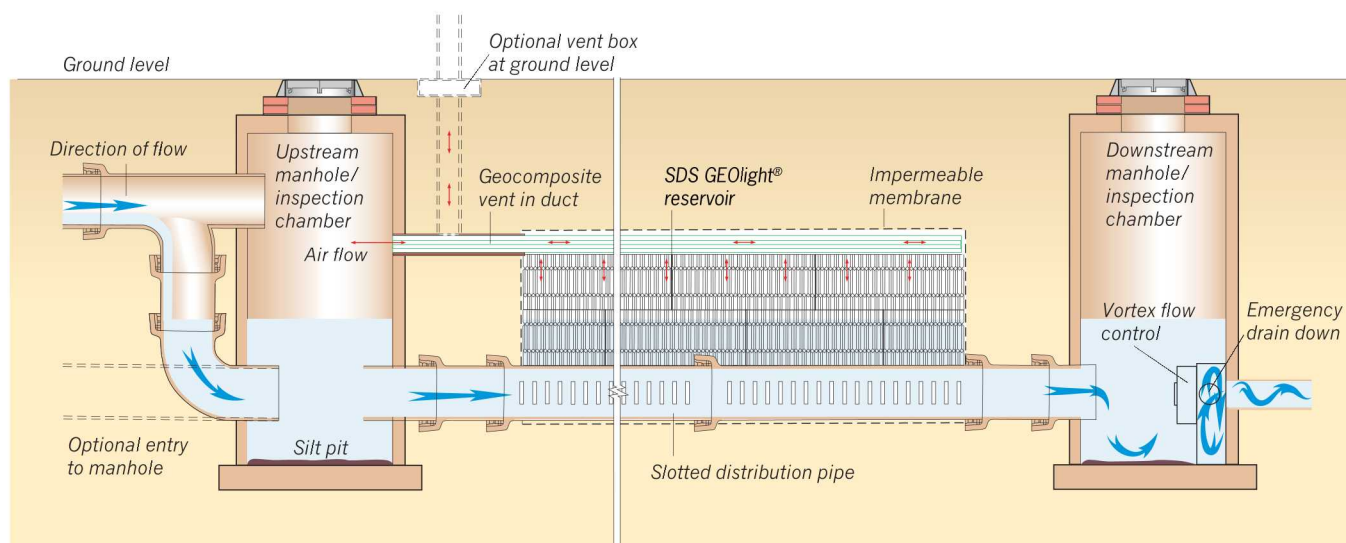 Optional vent box
at ground level
Ground level
Direction of flow
Upstream
manhole/
inspection
chamber
Geocomposite
vent in duct
SDS GEOlight®
reservoir
Impermeable
membrane
Downstream
manhole/
inspection
chamber
Air flow
Vortex flow
control
Emergency
drain down
Optional entry
to manhole
Silt pit
Slotted distribution pipe